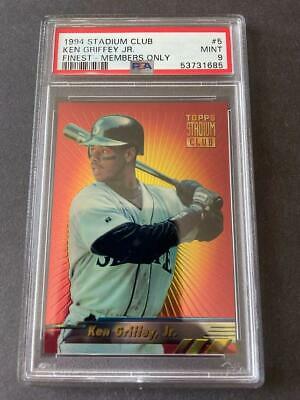 1994 STADIUM CLUB #5
KEN GRIFFEY JR. MINT
FINEST - MEMBERS ONLY 9
PSA 53731685
TOPPS
STADIUM
CLUB
Ken Griffey, Jr.